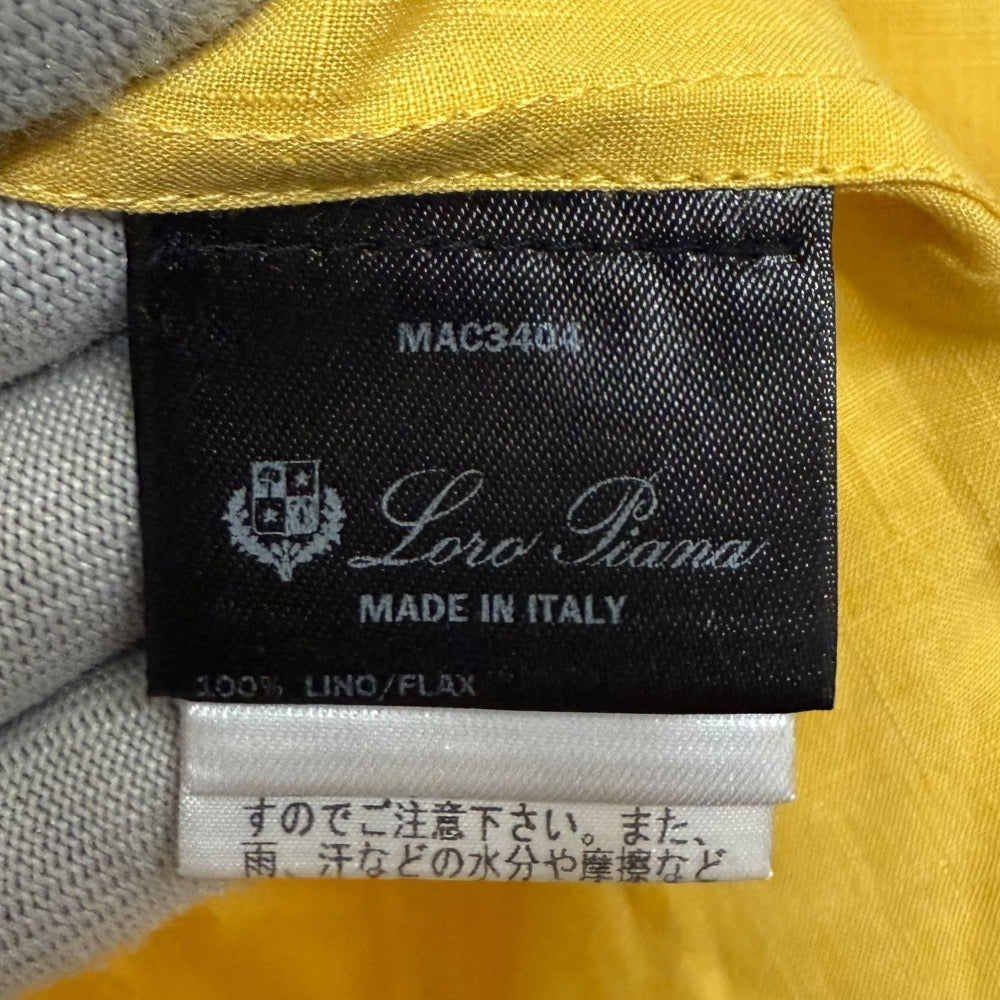 MAC3404
Loro Piana
MADE IN ITALY
100% LINO/FLAX
すのでご注意下さい。また、
雨、汗などの水分や摩擦など